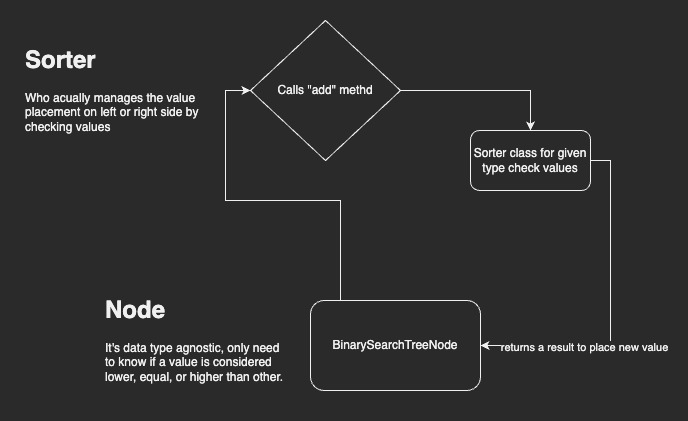 Sorter
Who acually manages the value
placement on left or right side by
checking values
Calls "add" methd
Sorter class for given
type check values
Node
It's data type agnostic, only need
to know if a value is considered
lower, equal, or higher than other.
BinarySearchTreeNode
returns a result to place new value